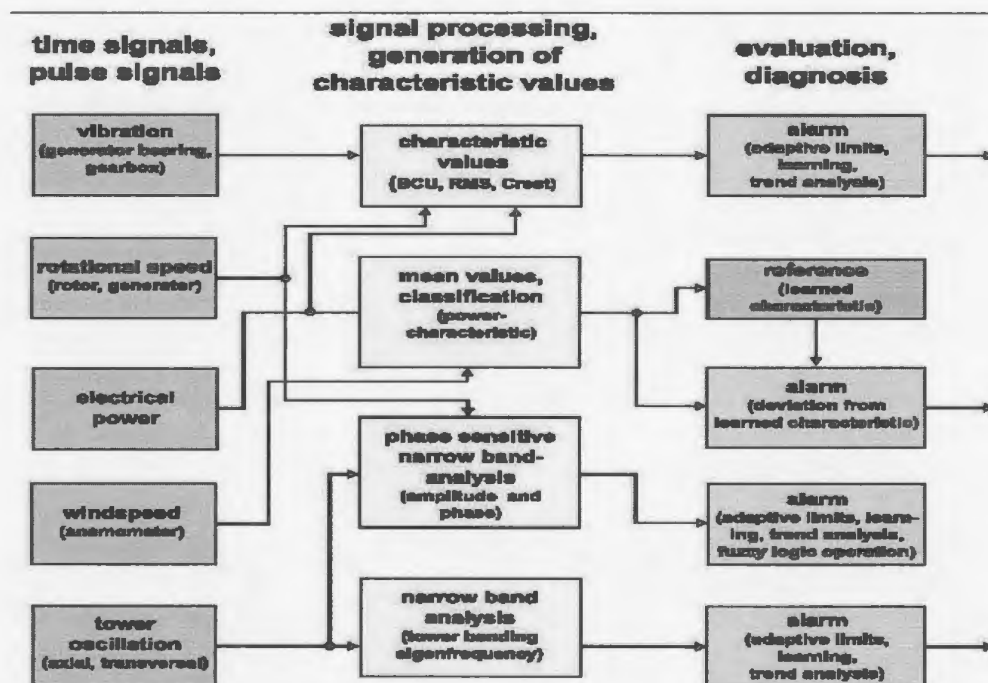 time signals,
pulse signals
signal processing,
generation of
characteristic values
evaluation,
diagnosis
vibration
(generator bearing,
gearbox)
characteristic
values
(BCU, RMS, Crest)
alarm
(adaptive limits,
learning,
trend analysis)
rotational speed
(rotor, generater)
mean values,
classification
(power-
characteristic)
reference
(learned
characteristic)
electrical
power
alarm
(deviation from
learned characteristic)
phase sensitive
narrow band-
analysis
(amplitude and
phase)
windspeed
(anemometer)
alarm
(adaptive limits, lear-
ning, trend analysis,
fuzzy logic operation)
tower
oscillation
(axial, transversal)
narrow band
analysis
(tower bending
eigenfrequency)
alarm
(adaptive limits,
learning,
trend analysis)